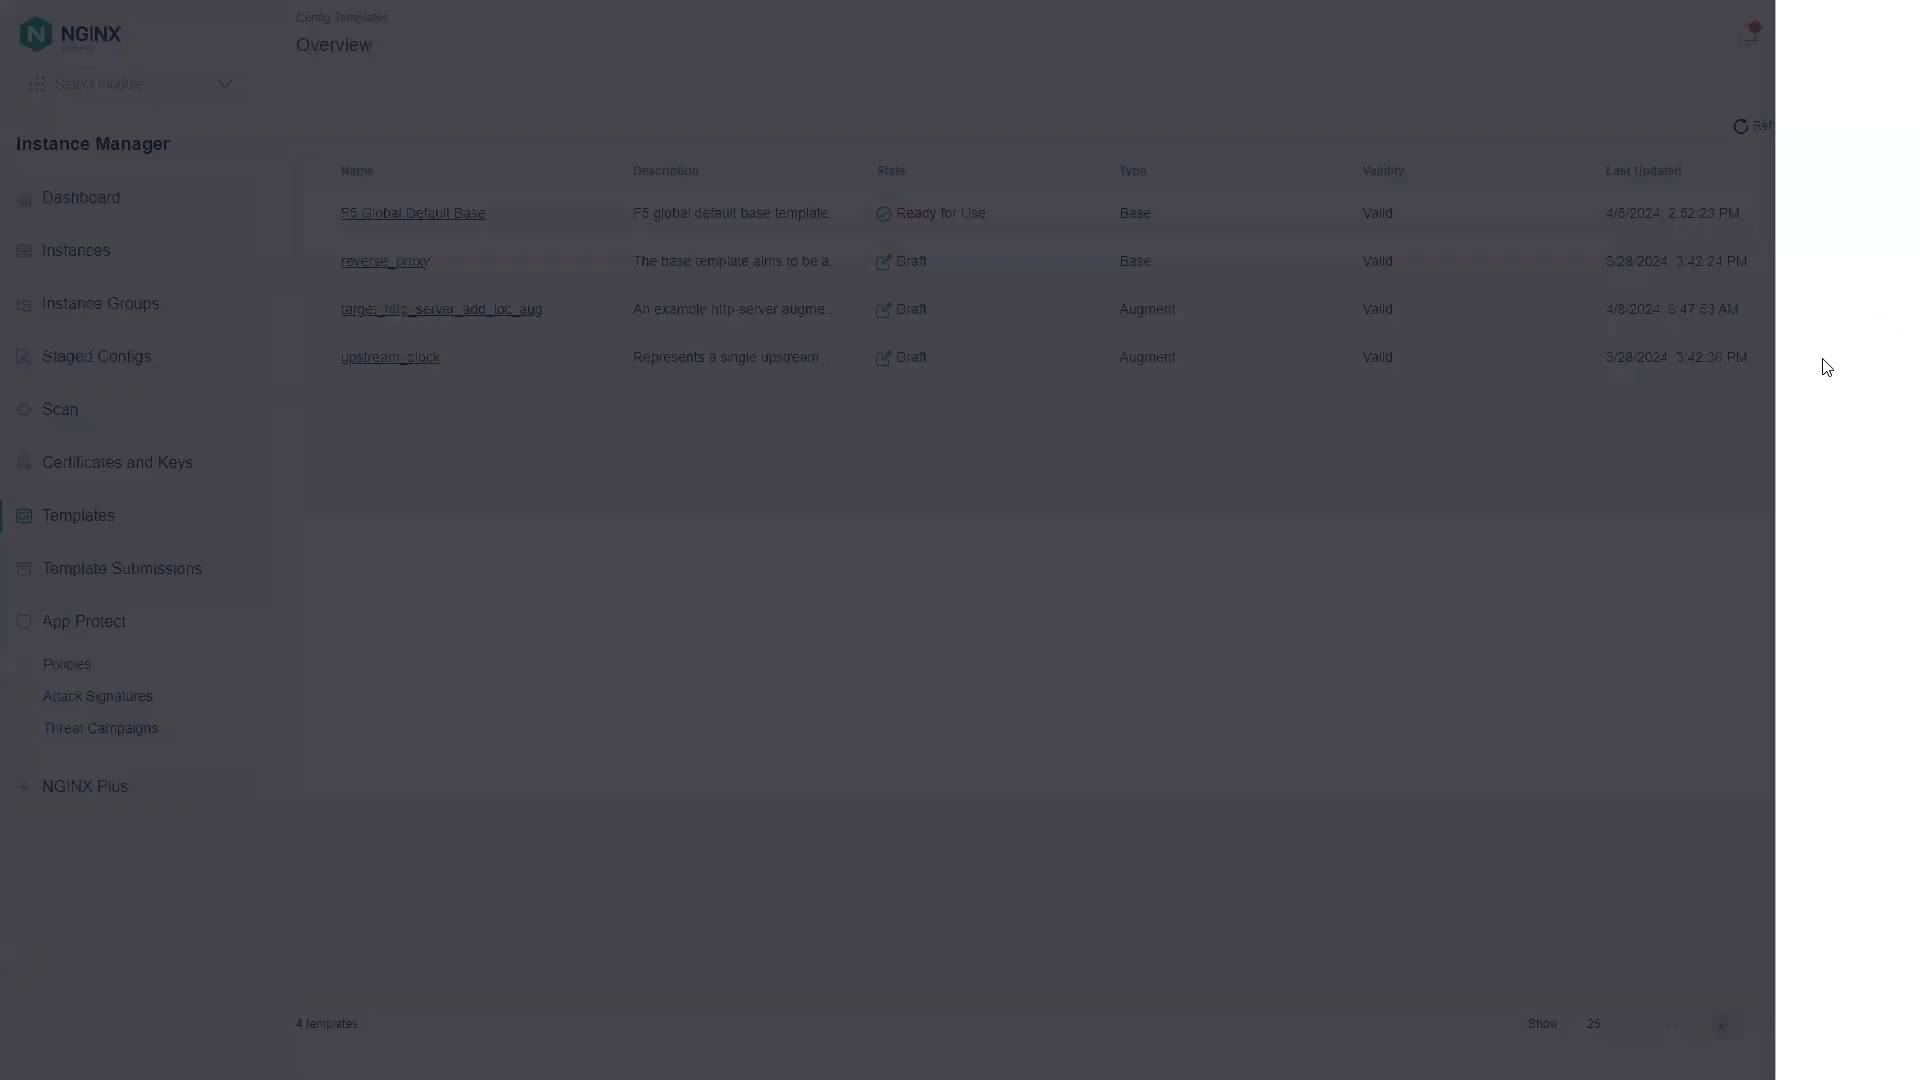 NGINX
Config Templates
Overview
Select module
Instance Manager
Dashboard
Instances
Instance Groups
Staged Configs
Scan
Certificates and Keys
Templates
Template Submissions
App Protect
Policies
Attack Signatures
Threat Campaigns
NGINX Plus
Ref
Name Description State Type Validity Last Updated
F5 Global Default Base F5 global default base template. Ready for Use Base Valid 4/5/2024, 2:52:23 PM
reverse_proxy The base template aims to be a. Draft Base Valid 3/28/2024, 3:42:24 PM
target_http_server_add_loc_aug An example http-server augme... Draft Augment Valid 4/8/2024, 6:47:53 AM
upstream_block Represents a single upstream ... Draft Augment Valid 3/28/2024, 3:42:36 PM
4 templates
Show 25